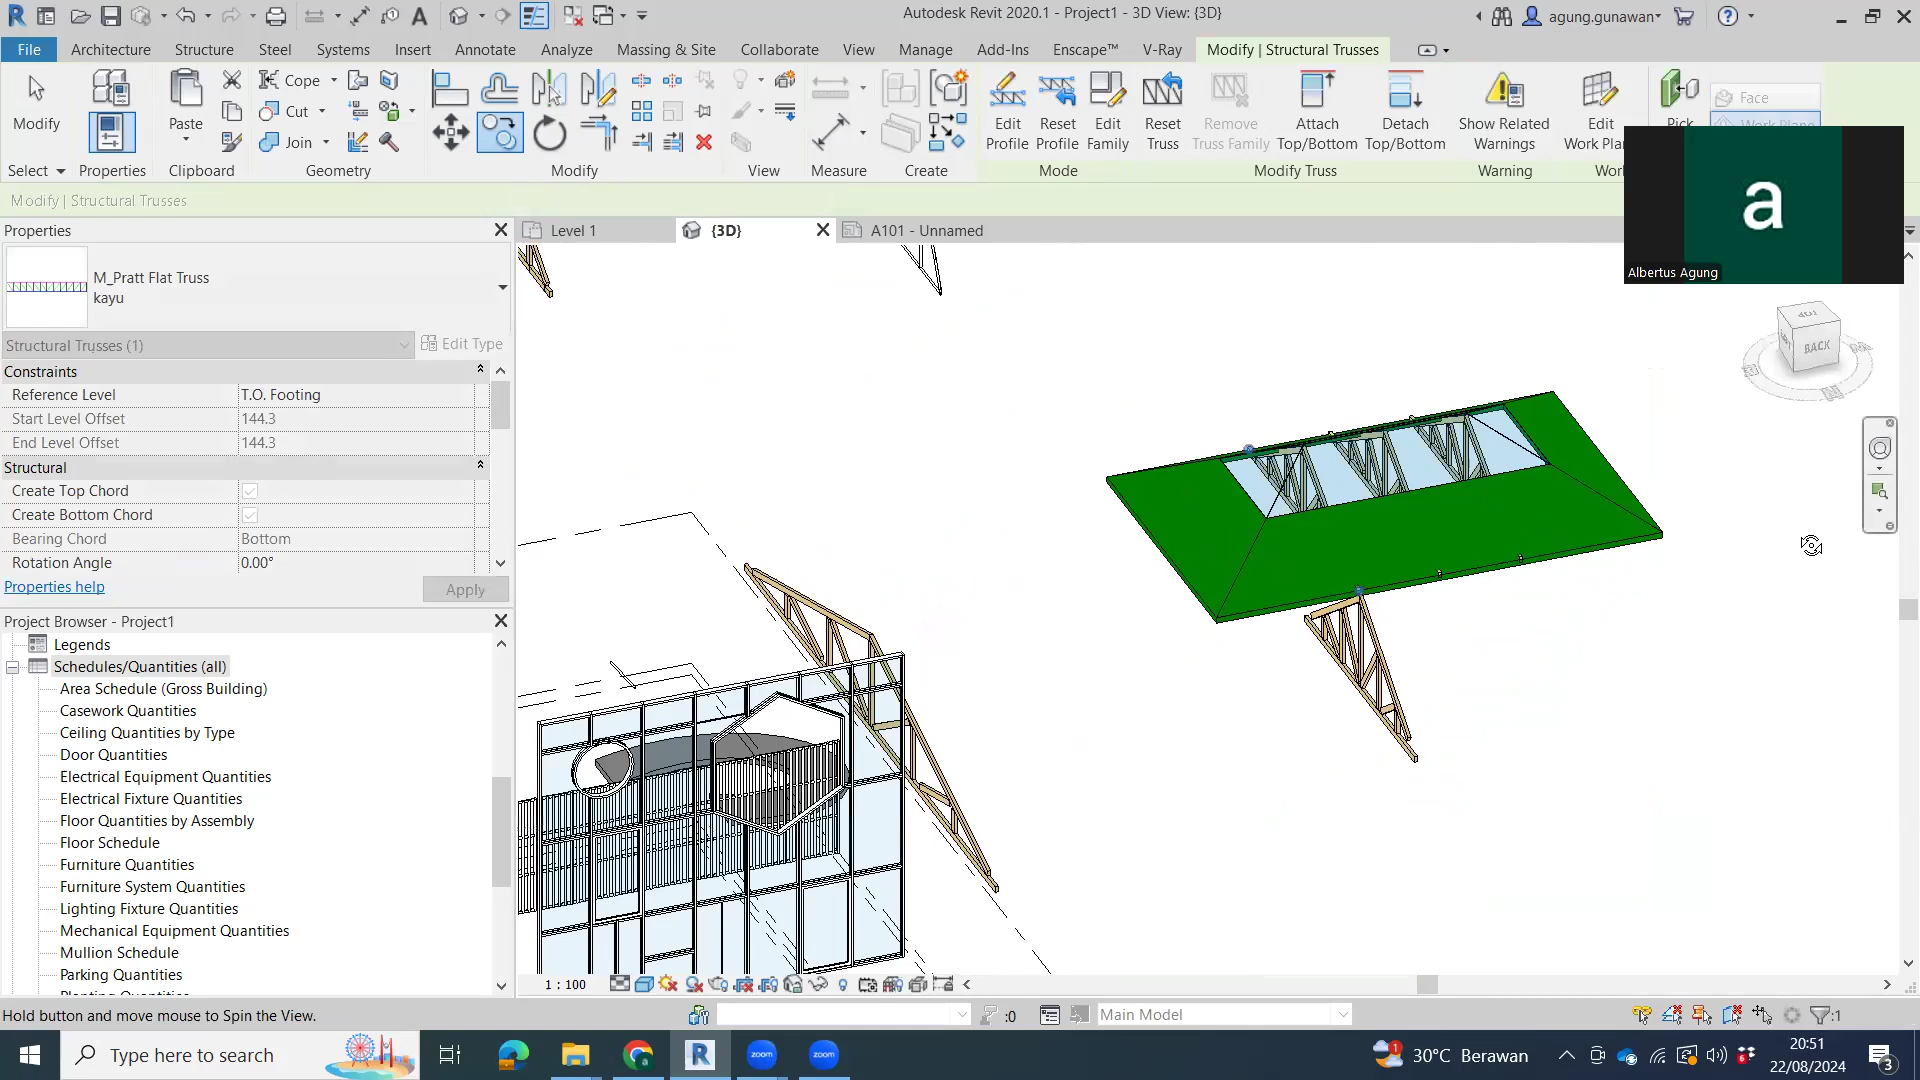 Autodesk Revit 2020.1 - Project1 - 3D View: {3D}
agung.gunawan
File
Architecture
Structure
Steel
Systems
Insert
Annotate
Analyze
Massing & Site
Collaborate
View
Manage
Add-Ins
Enscape™
V-Ray
Modify | Structural Trusses
Modify
Paste
Cope
Cut
Join
Edit
Profile
Reset
Profile
Edit
Family
Reset
Truss
Remove
Truss Family
Attach
Top/Bottom
Detach
Top/Bottom
Show Related
Warnings
Edit
Work Plan
Pick
Face
Work Plane
Select
Properties
Clipboard
Geometry
Modify
View
Measure
Create
Mode
Modify Truss
Warning
Wor
Modify | Structural Trusses
Properties
M_Pratt Flat Truss
kayu
Structural Trusses (1)
Edit Type
Constraints
Reference Level
T.O. Footing
Start Level Offset
144.3
End Level Offset
144.3
Structural
Create Top Chord
Create Bottom Chord
Bearing Chord
Bottom
Rotation Angle
0.00°
Properties help
Apply
Project Browser - Project1
Legends
Schedules/Quantities (all)
Area Schedule (Gross Building)
Casework Quantities
Ceiling Quantities by Type
Door Quantities
Electrical Equipment Quantities
Electrical Fixture Quantities
Floor Quantities by Assembly
Floor Schedule
Furniture Quantities
Furniture System Quantities
Lighting Fixture Quantities
Mechanical Equipment Quantities
Mullion Schedule
Parking Quantities
Level 1
{3D}
A101 - Unnamed
a
Albertus Agung
BACK
1 : 100
Hold button and move mouse to Spin the View.
:0
Main Model
:1
Type here to search
zoom
zoom
1
30°C Berawan
20:51
22/08/2024
3